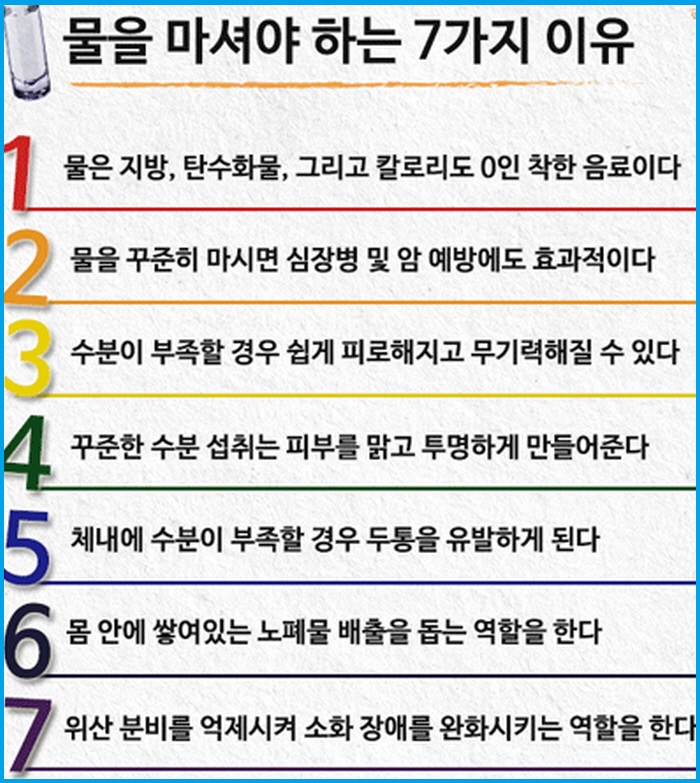 물을 마셔야 하는 7가지 이유
1 물은 지방, 탄수화물, 그리고 칼로리도 0인 착한 음료이다
2 물을 꾸준히 마시면 심장병 및 암 예방에도 효과적이다
3 수분이 부족할 경우 쉽게 피로해지고 무기력해질 수 있다
4 꾸준한 수분 섭취는 피부를 맑고 투명하게 만들어준다
5 체내에 수분이 부족할 경우 두통을 유발하게 된다
6 몸 안에 쌓여있는 노폐물 배출을 돕는 역할을 한다
7 위산 분비를 억제시켜 소화 장애를 완화시키는 역할을 한다